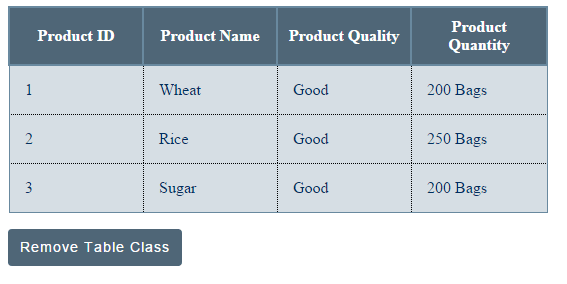 Product ID Product Name Product Quality Product Quantity
1 Wheat Good 200 Bags
2 Rice Good 250 Bags
3 Sugar Good 200 Bags
Remove Table Class